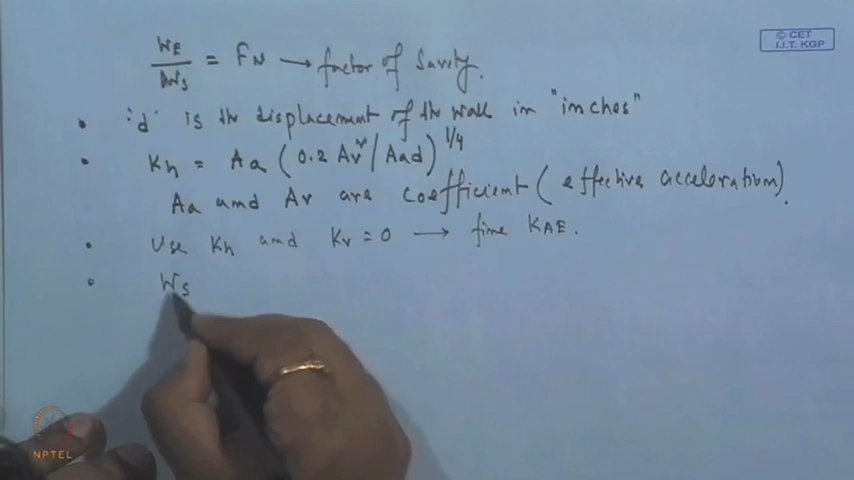 © CET
I.I.T. KGP
WE/WS = FN → factor of Savity.
• 'd' is the displacement of the wall in "inches"
• Kh = Aa (0.2 Av²/Aad)^1/4
Aa and Av are coefficient (effective acceleration).
• Use Kh and Kv = 0 → fine KAE.
• Ws
NPTEL